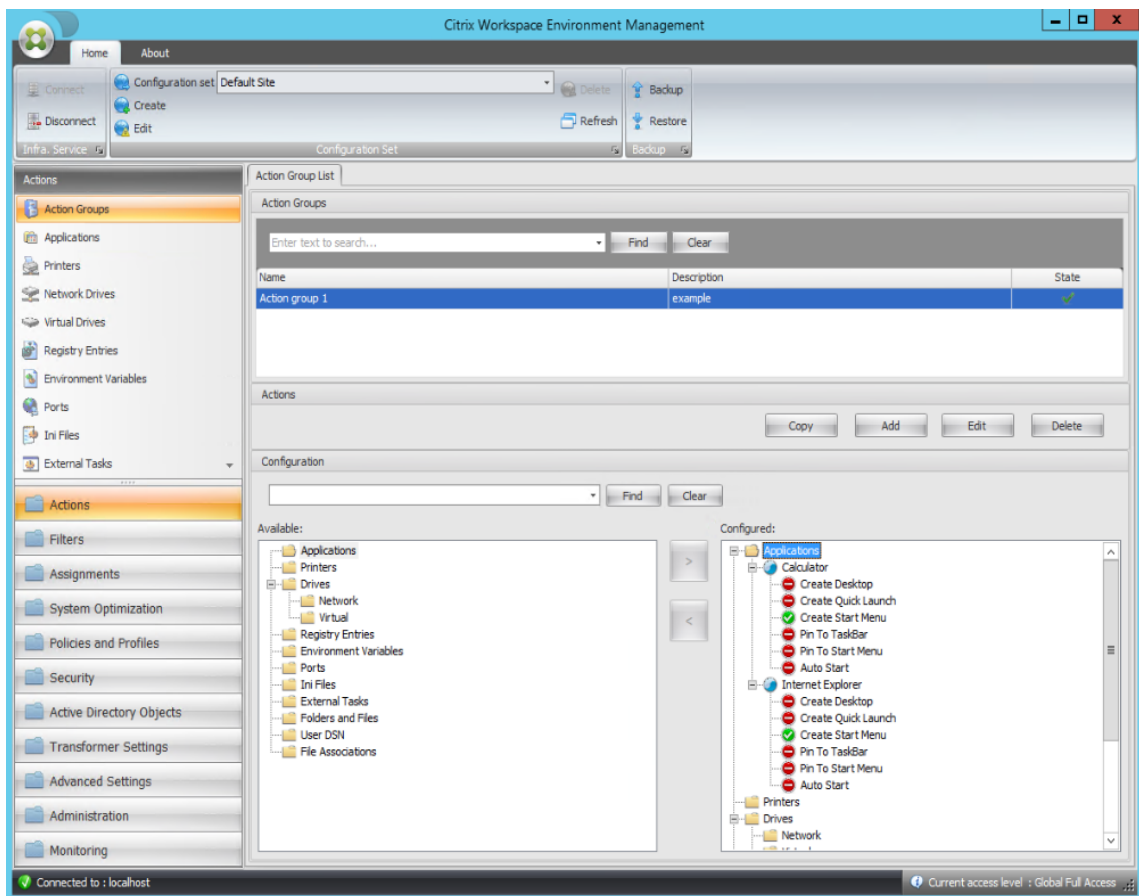 Citrix Workspace Environment Management
Home About
Connect
Disconnect
Infra. Service
Configuration set Default Site
Create
Edit
Delete
Refresh
Configuration Set
Backup
Restore
Backup
Actions
Action Groups
Applications
Printers
Network Drives
Virtual Drives
Registry Entries
Environment Variables
Ports
Ini Files
External Tasks
Actions
Filters
Assignments
System Optimization
Policies and Profiles
Security
Active Directory Objects
Transformer Settings
Advanced Settings
Administration
Monitoring
Action Group List
Action Groups
Enter text to search... Find Clear
Name Description State
Action group 1 example
Actions
Copy Add Edit Delete
Configuration
Find Clear
Available:
Applications
Printers
Drives
Network
Virtual
Registry Entries
Environment Variables
Ports
Ini Files
External Tasks
Folders and Files
User DSN
File Associations
>
<
Configured:
Applications
Calculator
Create Desktop
Create Quick Launch
Create Start Menu
Pin To TaskBar
Pin To Start Menu
Auto Start
Internet Explorer
Create Desktop
Create Quick Launch
Create Start Menu
Pin To TaskBar
Pin To Start Menu
Auto Start
Printers
Drives
Network
Connected to : localhost
Current access level : Global Full Access